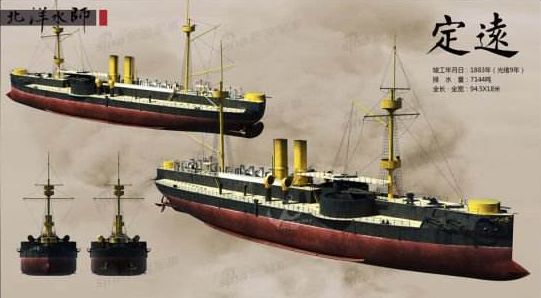 北洋水師
定遠
竣工年月日：1883年（光绪9年）
排 水 量：7144吨
全长·全宽：94.5X18米